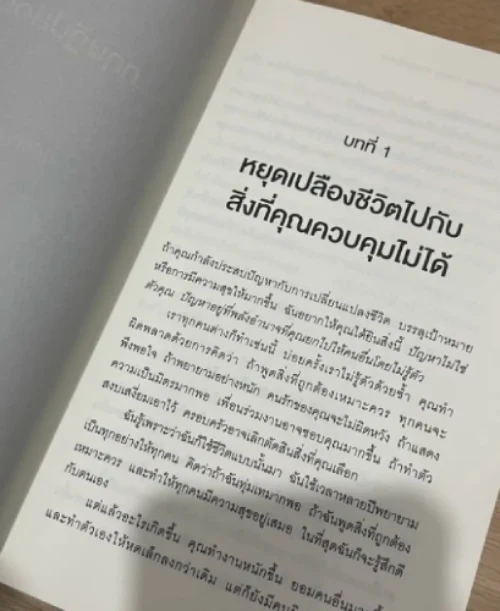 บทที่ 1
หยุดเปลืองชีวิตไปกับ
สิ่งที่คุณควบคุมไม่ได้
ถ้าคุณกำลังประสบปัญหากับการเปลี่ยนแปลงชีวิต บรรลุเป้าหมาย
หรือการมีความสุขให้มากขึ้น ฉันอยากให้คุณได้ยินสิ่งนี้ ปัญหาไม่ใช่
ตัวคุณ ปัญหาอยู่ที่พลังอำนาจที่คุณยกไปให้คนอื่นโดยไม่รู้ตัว
เราทุกคนต่างก็ทำเช่นนี้ บ่อยครั้งเราไม่รู้ตัวด้วยซ้ำ คุณทำ
ผิดพลาดด้วยการคิดว่า ถ้าพูดสิ่งที่ถูกต้องเหมาะควร ทุกคนจะ
พึงพอใจ ถ้าพยายามอย่างหนัก คนรักของคุณจะไม่ผิดหวัง ถ้าแสดง
ความเป็นมิตรมากพอ เพื่อนร่วมงานอาจชอบคุณมากขึ้น ถ้าทำตัว
สงบเสงี่ยมเอาไว้ ครอบครัวอาจเลิกตัดสินสิ่งที่คุณเลือก
ฉันรู้เพราะว่าฉันก็ใช้ชีวิตแบบนั้นมา ฉันใช้เวลาหลายปีพยายาม
เป็นทุกอย่างให้ทุกคน คิดว่าถ้าฉันทุ่มเทมากพอ ถ้าฉันพูดสิ่งที่ถูกต้อง
เหมาะควร และทำให้ทุกคนมีความสุขอยู่เสมอ ในที่สุดฉันก็จะรู้สึกดี
กับตนเอง
แต่แล้วอะไรเกิดขึ้น คุณทำงานหนักขึ้น ยอมคนอื่นมากขึ้น
และทำตัวเองให้หดเล็กลงกว่าเดิม แต่ก็ยังมีคน